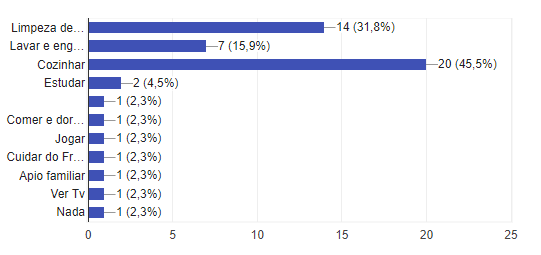 Limpeza de… 14 (31,8%)
Lavar e eng… 7 (15,9%)
Cozinhar 20 (45,5%)
Estudar 2 (4,5%)
1 (2,3%)
Comer e dor… 1 (2,3%)
Jogar 1 (2,3%)
Cuidar do Fr… 1 (2,3%)
Apio familiar 1 (2,3%)
Ver Tv 1 (2,3%)
Nada 1 (2,3%)
0 5 10 15 20 25